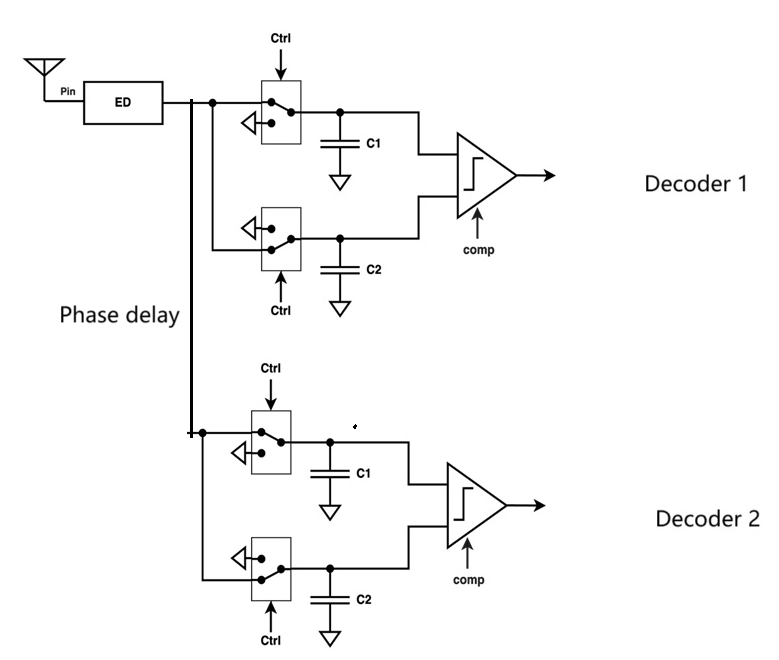 Ctrl
Pin
ED
C1
Decoder 1
comp
C2
Ctrl
Phase delay
Ctrl
C1
Decoder 2
comp
C2
Ctrl